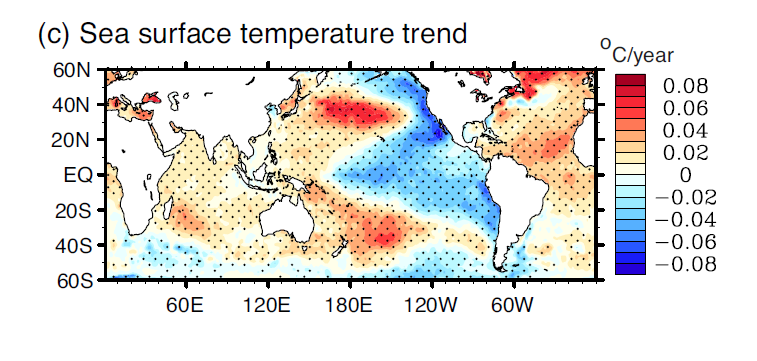 (c) Sea surface temperature trend
°C/year
60N
40N
20N
EQ
20S
40S
60S
60E 120E 180E 120W 60W
0.08
0.06
0.04
0.02
0
−0.02
−0.04
−0.06
−0.08